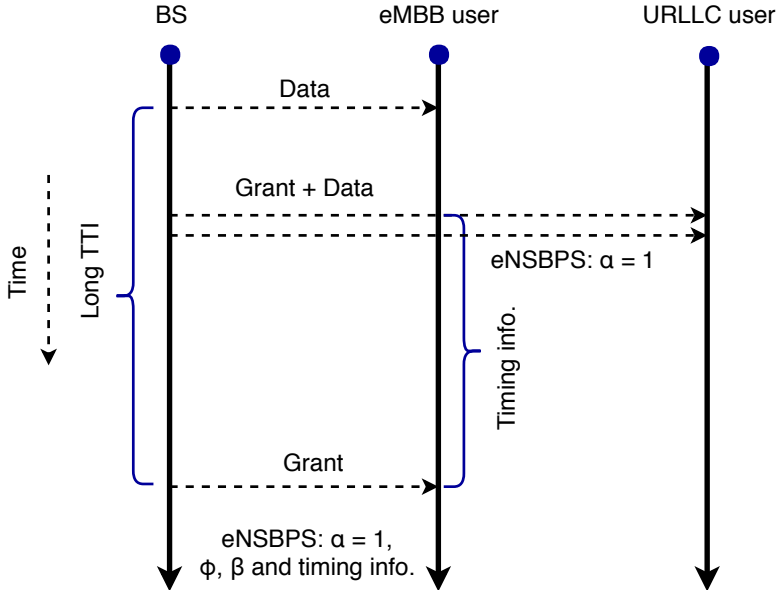 BS
eMBB user
URLLC user
Data
Grant + Data
eNSBPS: α = 1
Time
Long TTI
Timing info.
Grant
eNSBPS: α = 1,
ϕ, β and timing info.